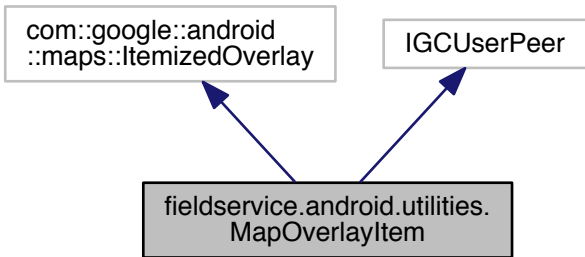 com::google::android
::maps::ItemizedOverlay
IGCUserPeer
fieldservice.android.utilities.
MapOverlayItem